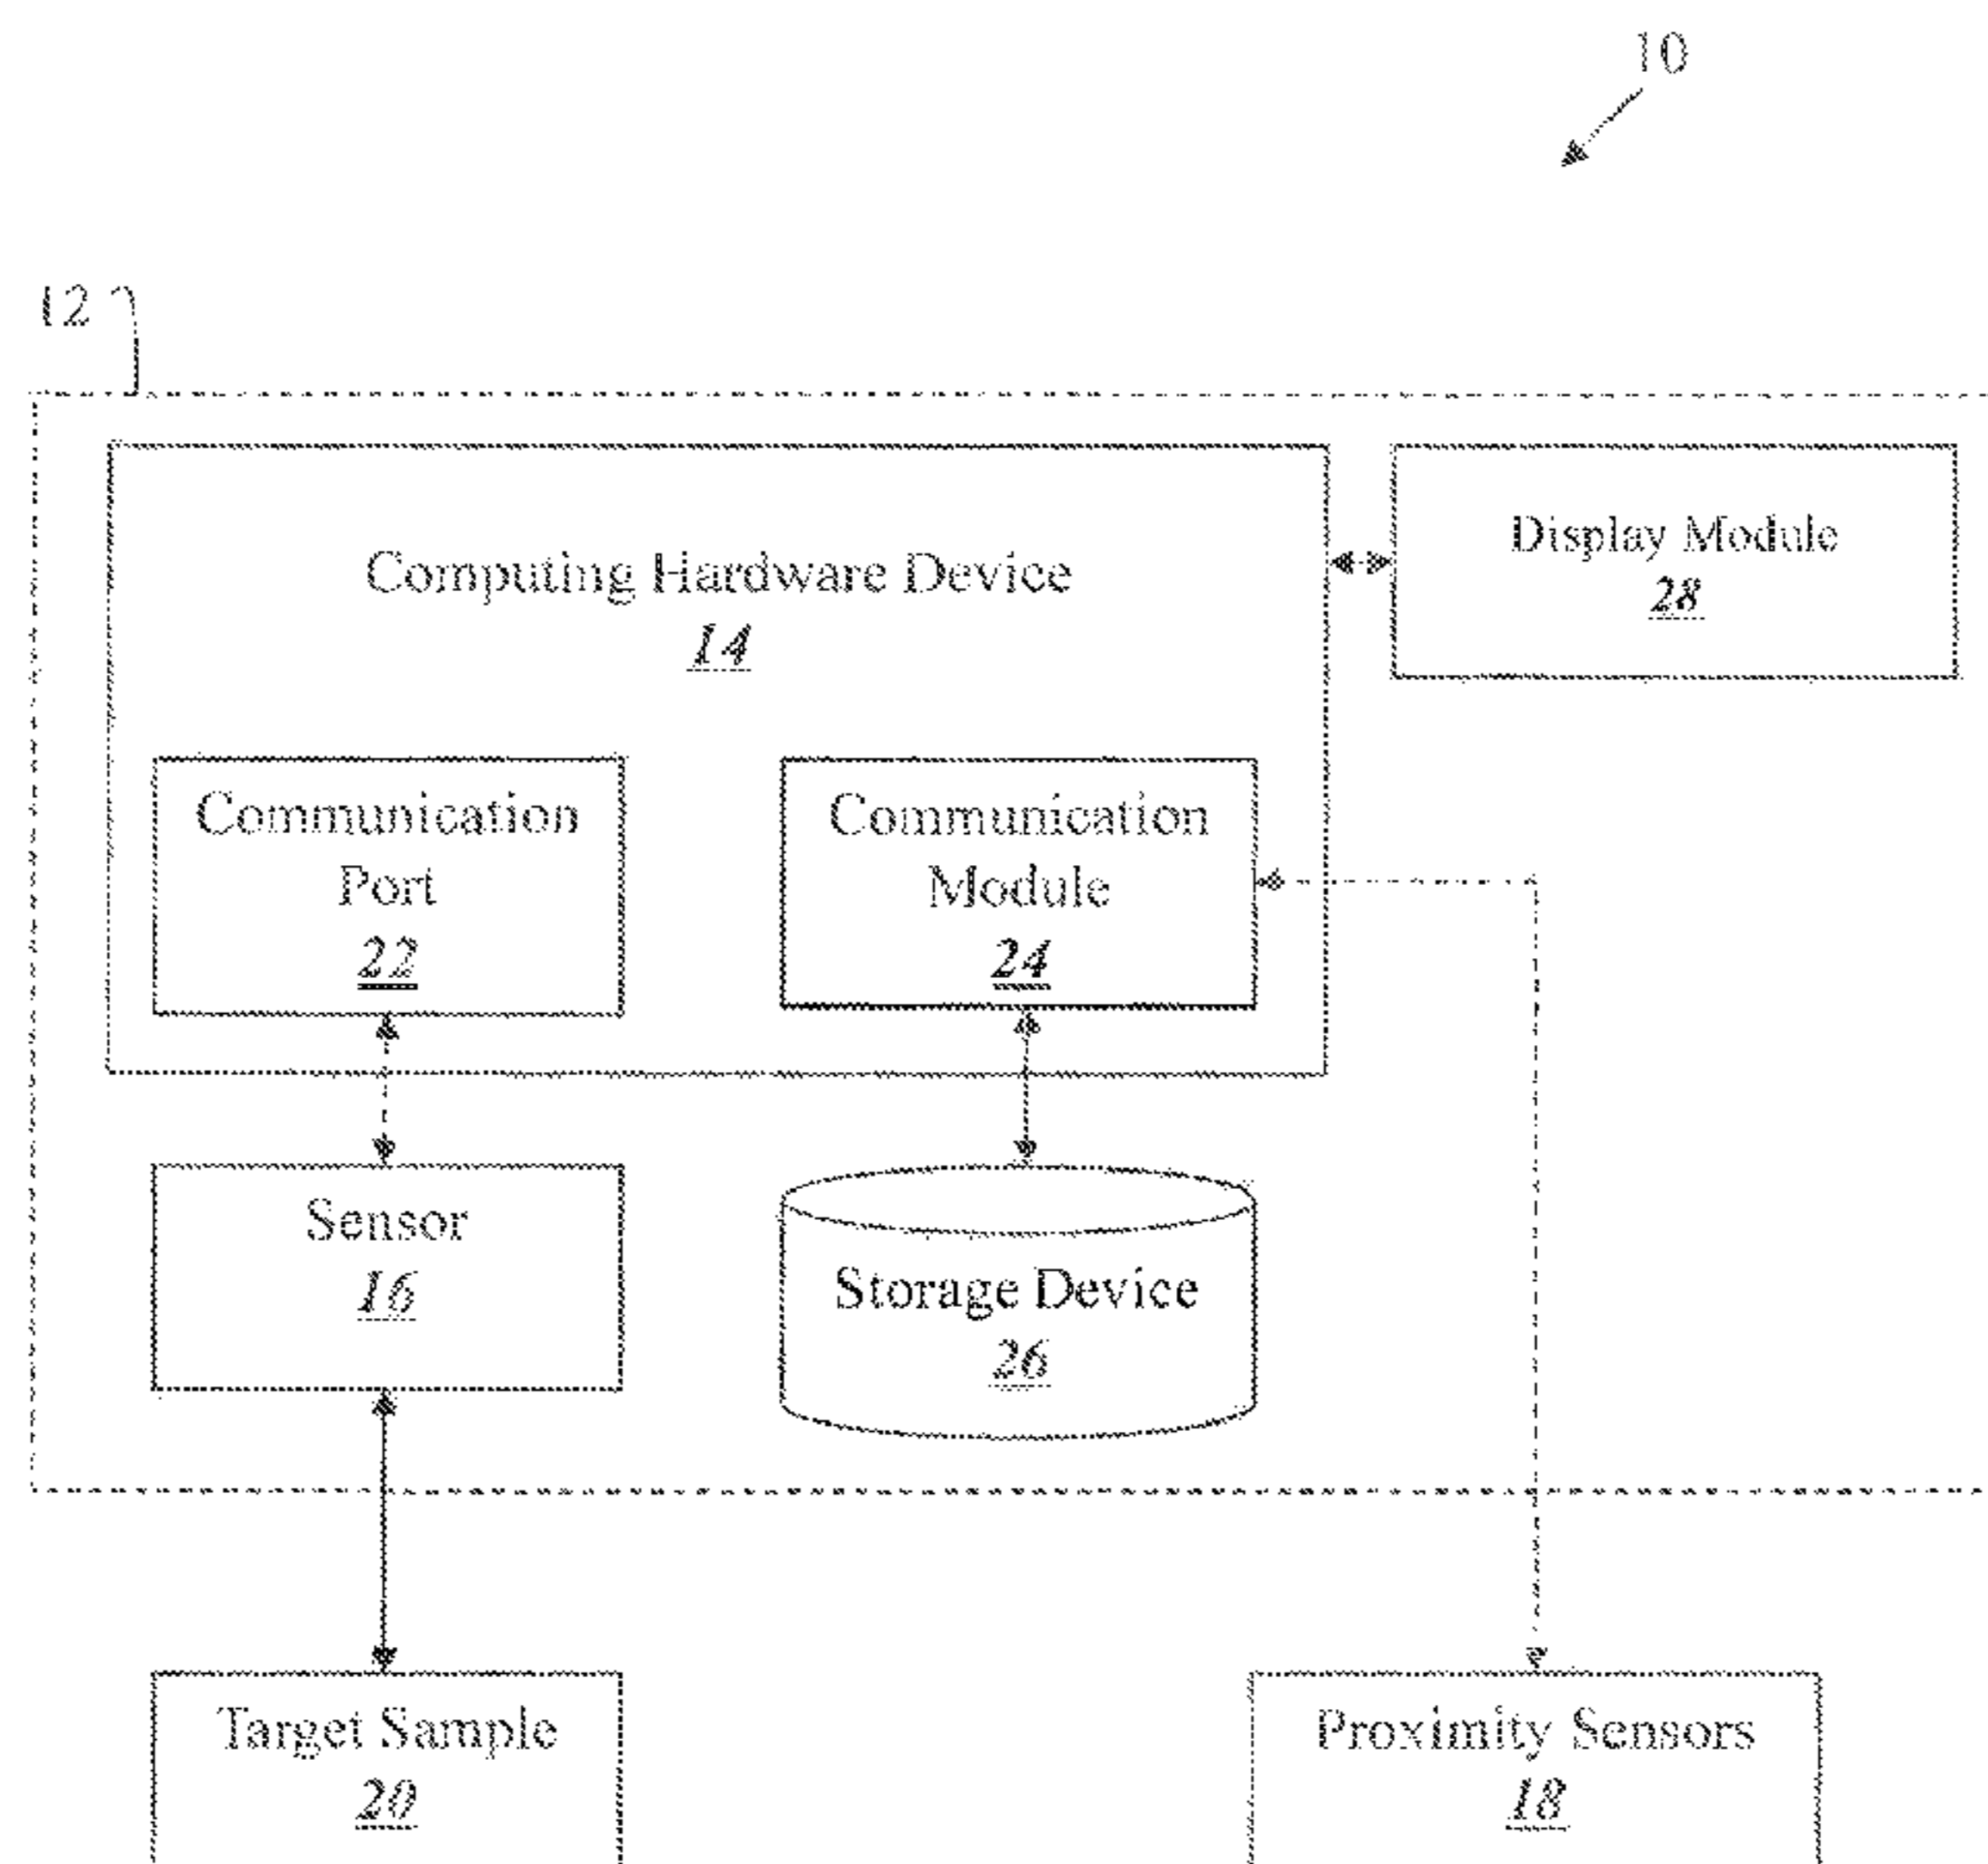 10
12
Computing Hardware Device
14
Display Module
28
Communication
Port
22
Communication
Module
24
Sensor
16
Storage Device
26
Target Sample
20
Proximity Sensors
18